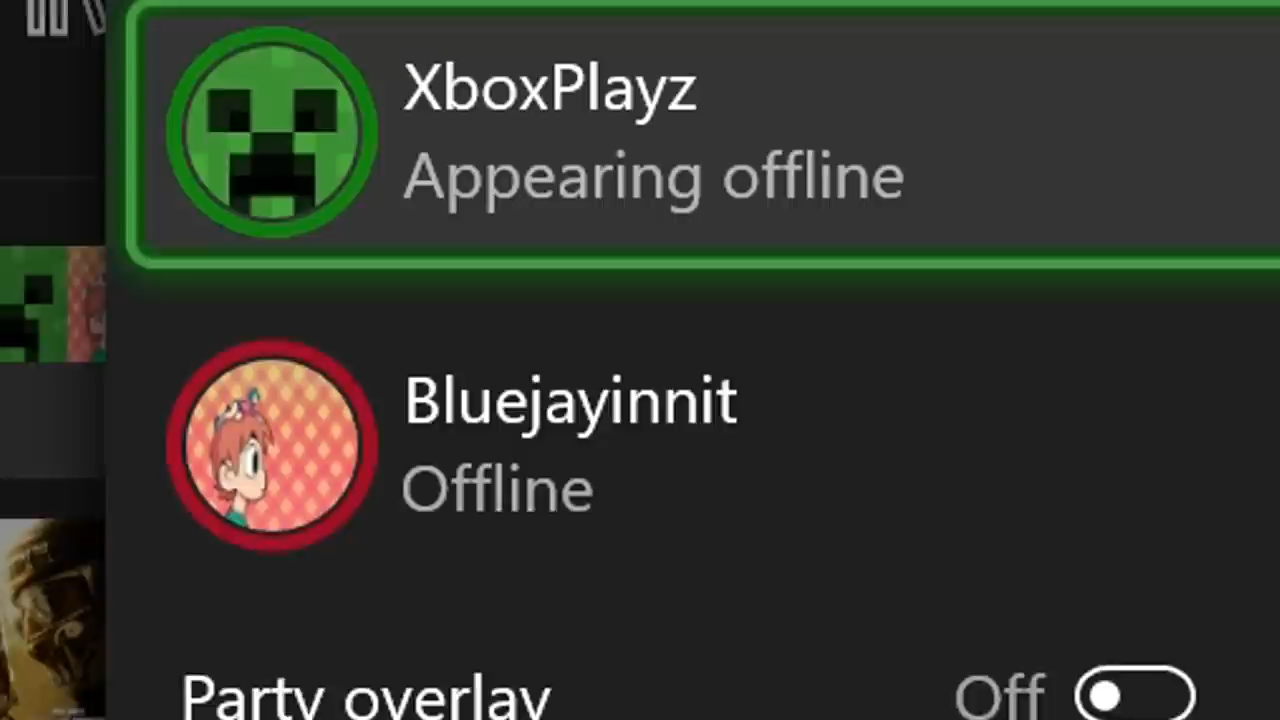 XboxPlayz
Appearing offline
Bluejayinnit
Offline
Party overlay
Off